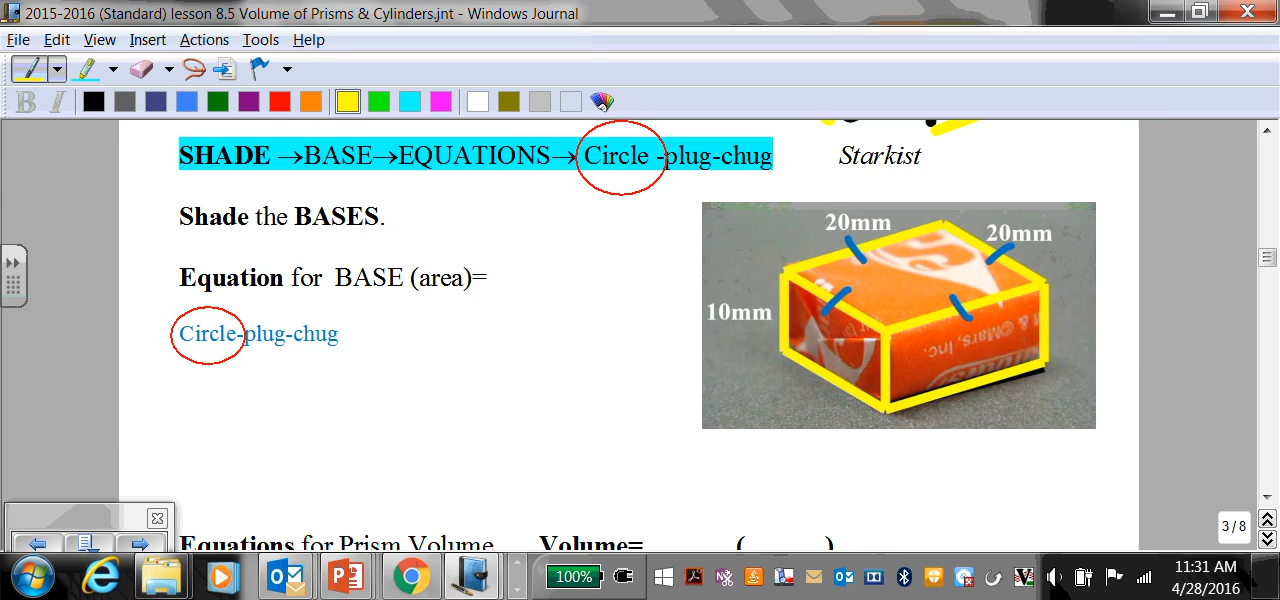 2015-2016 (Standard) lesson 8.5 Volume of Prisms & Cylinders.jnt - Windows Journal
File Edit View Insert Actions Tools Help
B I
SHADE →BASE→EQUATIONS→ Circle -plug-chug
Starkist
Shade the BASES.
20mm
20mm
Equation for BASE (area)=
10mm
Circle-plug-chug
& ©Mars, Inc.
3 / 8
Equations for Prism Volume Volume= ( )
100%
11:31 AM
4/28/2016